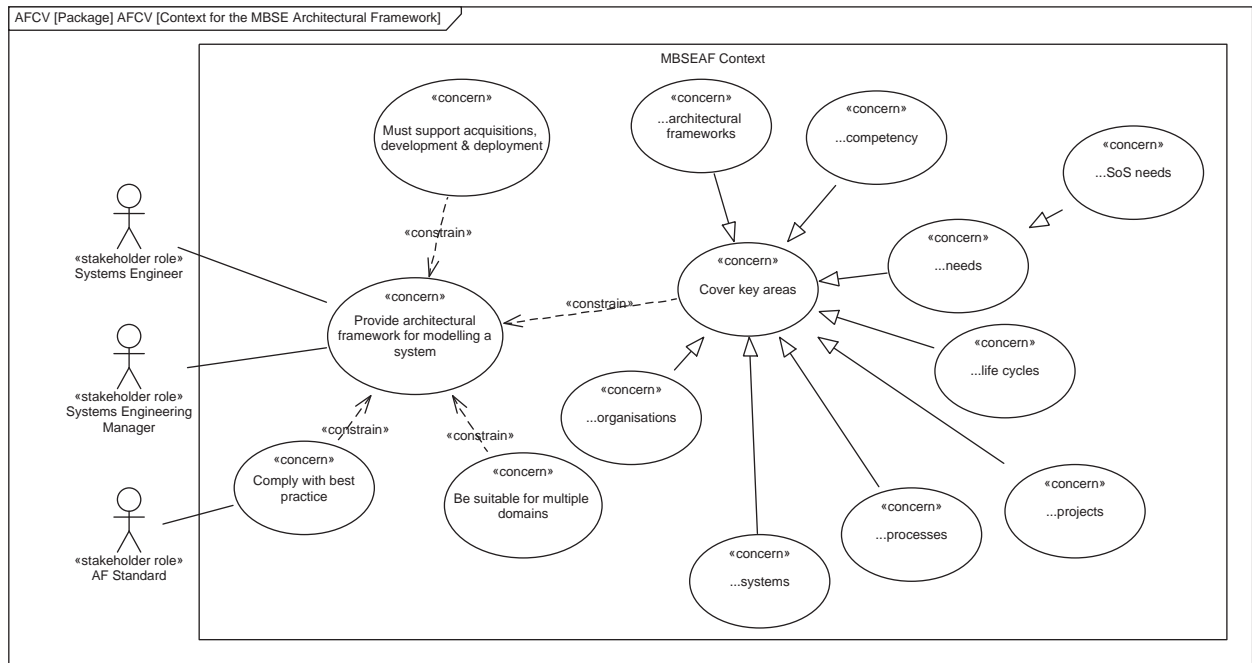 AFCV [Package] AFCV [Context for the MBSE Architectural Framework]
MBSEAF Context
«concern»
Must support acquisitions,
development & deployment
«concern»
...architectural
frameworks
«concern»
...competency
«concern»
...SoS needs
«stakeholder role»
Systems Engineer
«constrain»
«concern»
Provide architectural
framework for modelling a
system
«constrain»
«concern»
Cover key areas
«concern»
...needs
«concern»
...life cycles
«stakeholder role»
Systems Engineering
Manager
«constrain»
«constrain»
«concern»
...organisations
«concern»
Comply with best
practice
«concern»
Be suitable for multiple
domains
«concern»
...projects
«concern»
...processes
«concern»
...systems
«stakeholder role»
AF Standard